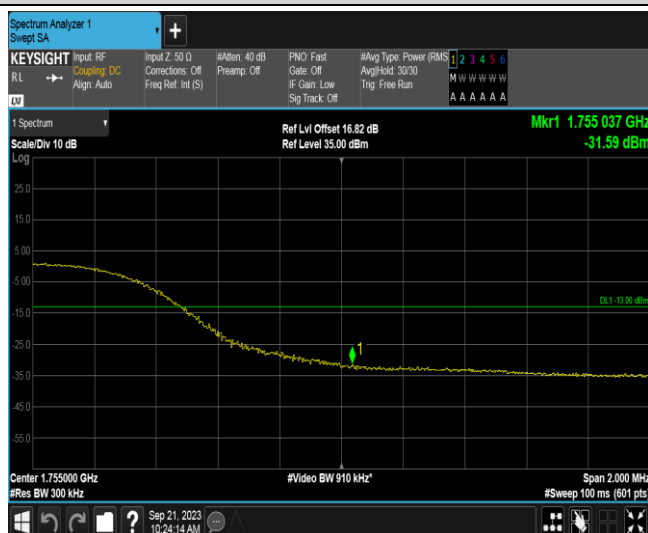 Spectrum Analyzer 1
Swept SA
+
KEYSIGHT
RL
Input: RF
Coupling: DC
Align: Auto
Input Z: 50 Ω
Corrections: Off
Freq Ref: Int (S)
#Atten: 40 dB
Preamp: Off
PNO: Fast
Gate: Off
IF Gain: Low
Sig Track: Off
#Avg Type: Power (RMS
Avg|Hold: 30/30
Trig: Free Run
1 2 3 4 5 6
M W W W W W
A A A A A A
LXI
1 Spectrum
Scale/Div 10 dB
Ref Lvl Offset 16.82 dB
Ref Level 35.00 dBm
Mkr1 1.755 037 GHz
-31.59 dBm
Log
25.0
15.0
5.00
-5.00
DL1 -13.00 dBm
-15.0
-25.0
1
-35.0
-45.0
-55.0
Center 1.755000 GHz
#Video BW 910 kHz*
Span 2.000 MHz
#Res BW 300 kHz
#Sweep 100 ms (601 pts)
?
Sep 21, 2023
10:24:14 AM